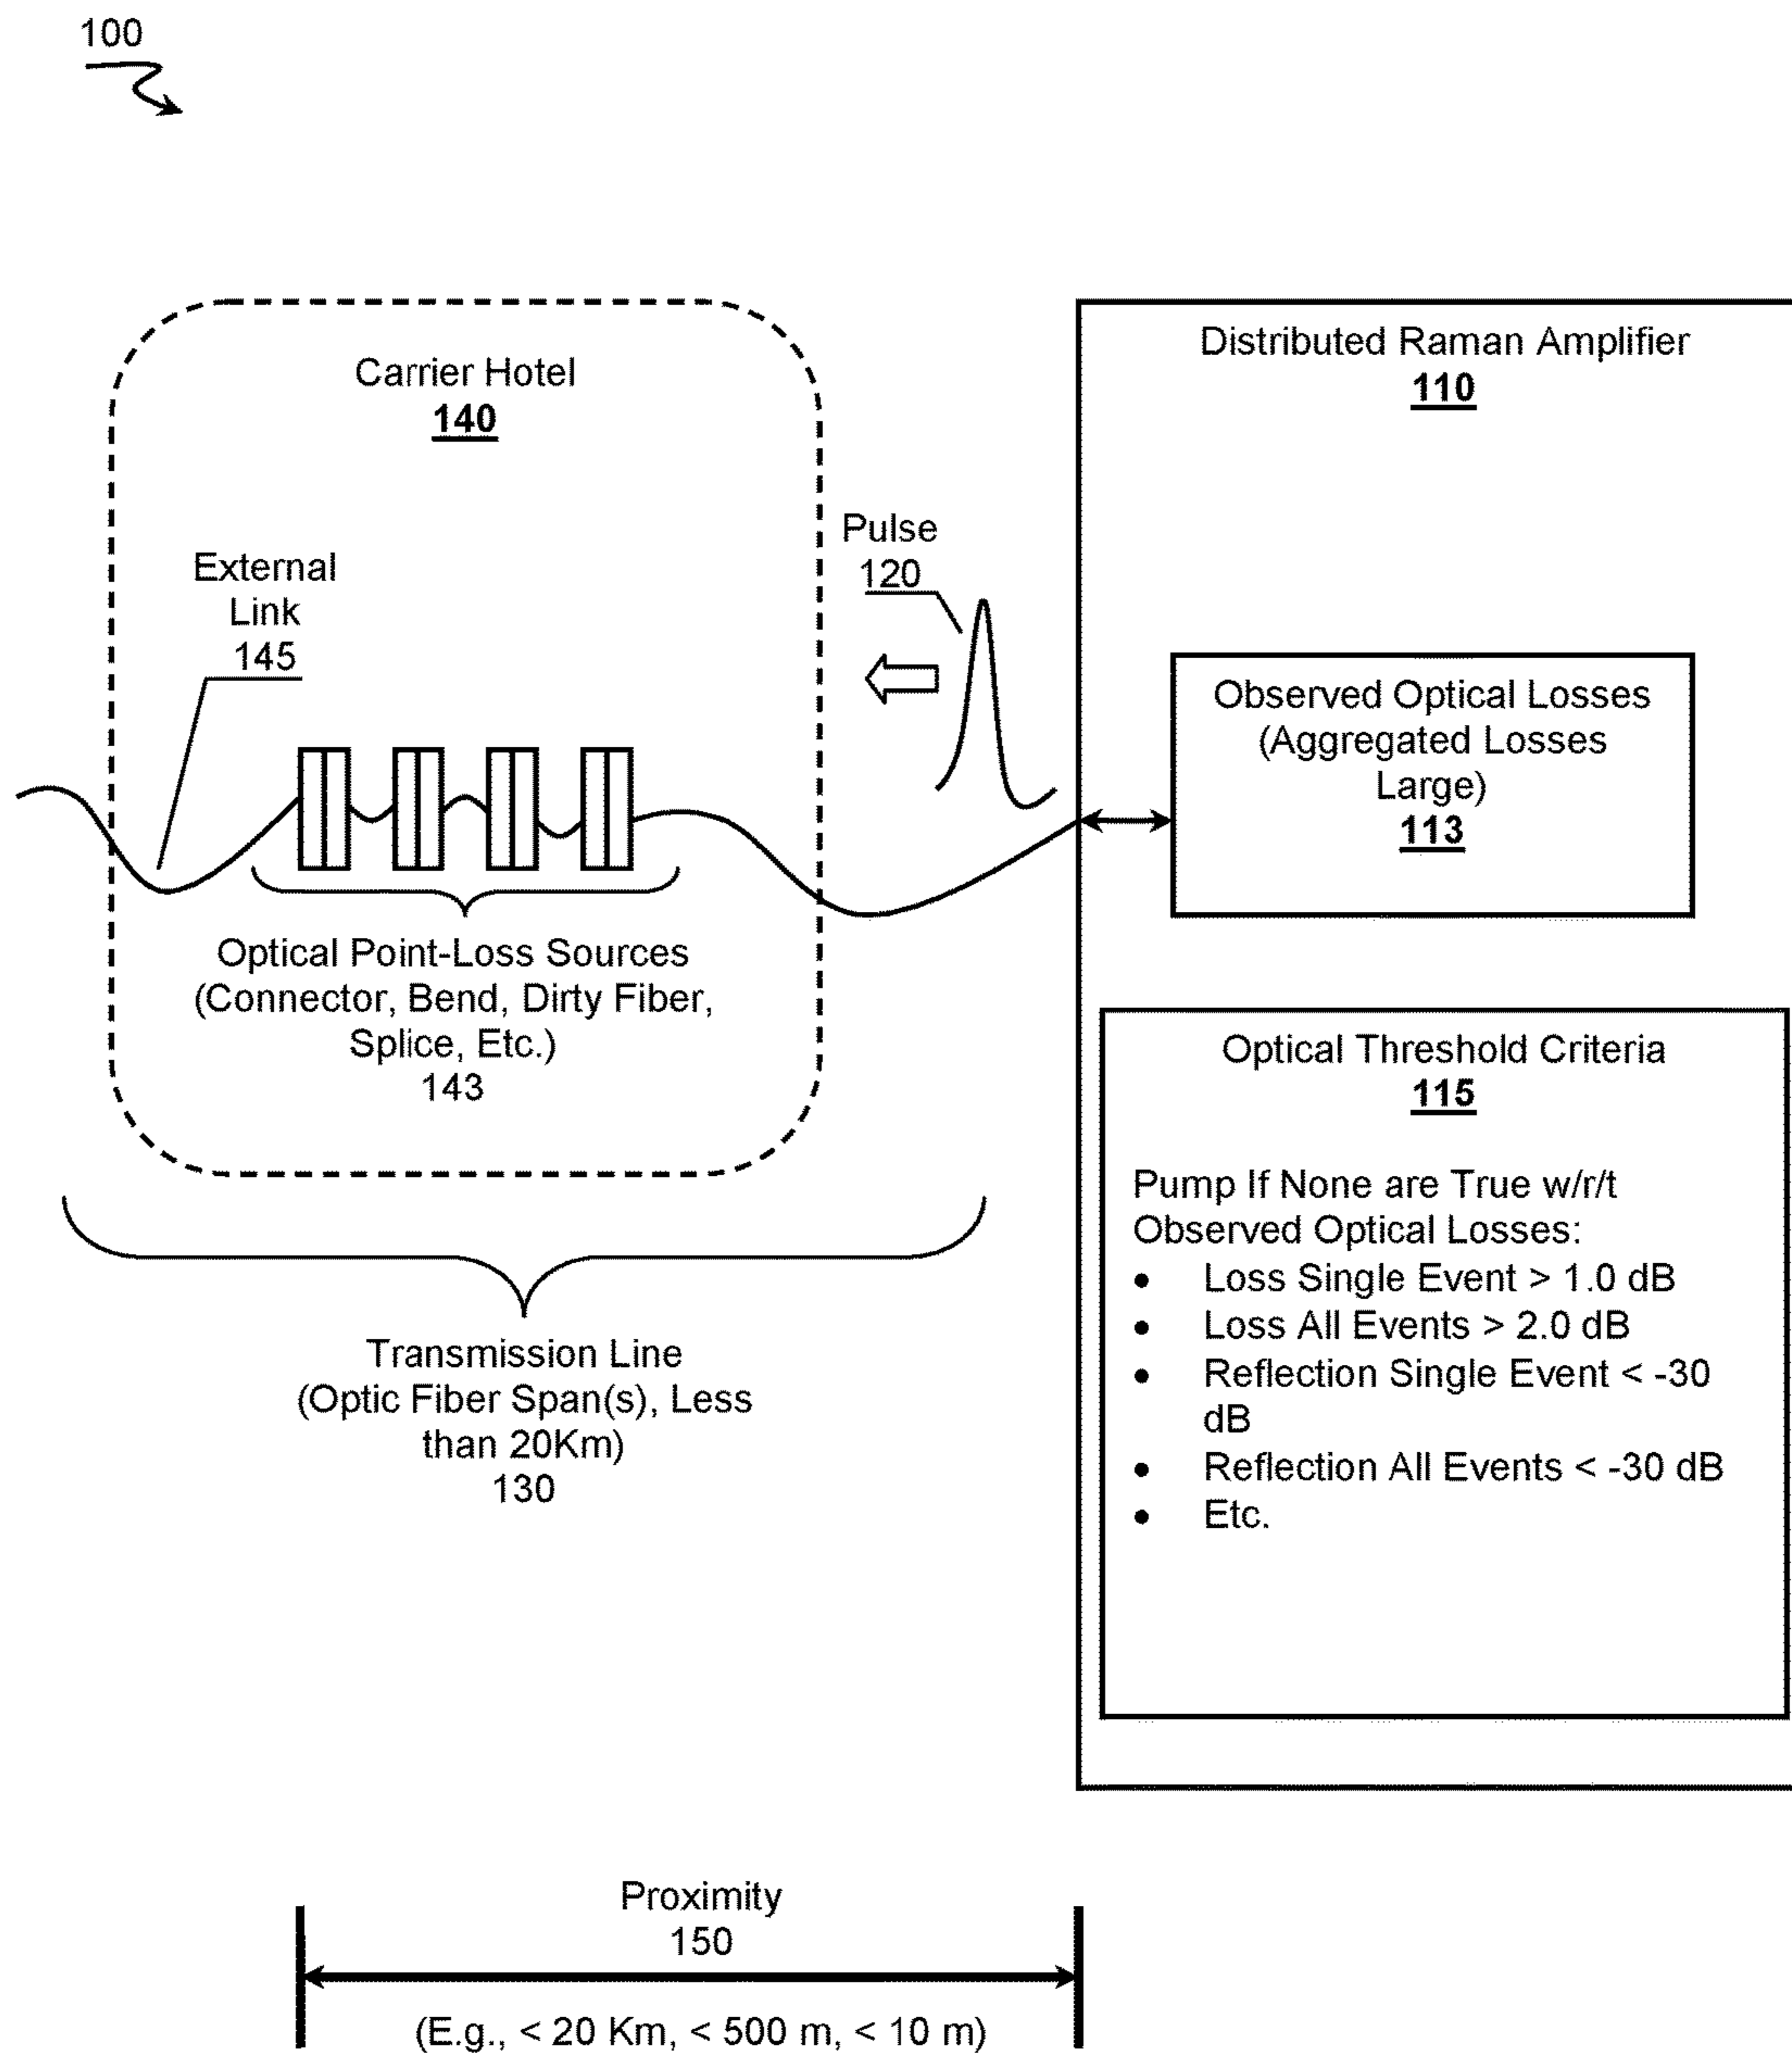 100
Carrier Hotel
140
External
Link
145
Optical Point-Loss Sources
(Connector, Bend, Dirty Fiber,
Splice, Etc.)
143
Pulse
120
Distributed Raman Amplifier
110
Observed Optical Losses
(Aggregated Losses
Large)
113
Optical Threshold Criteria
115
Pump If None are True w/r/t
Observed Optical Losses:
• Loss Single Event > 1.0 dB
• Loss All Events > 2.0 dB
• Reflection Single Event < -30
dB
• Reflection All Events < -30 dB
• Etc.
Transmission Line
(Optic Fiber Span(s), Less
than 20Km)
130
Proximity
150
(E.g., < 20 Km, < 500 m, < 10 m)